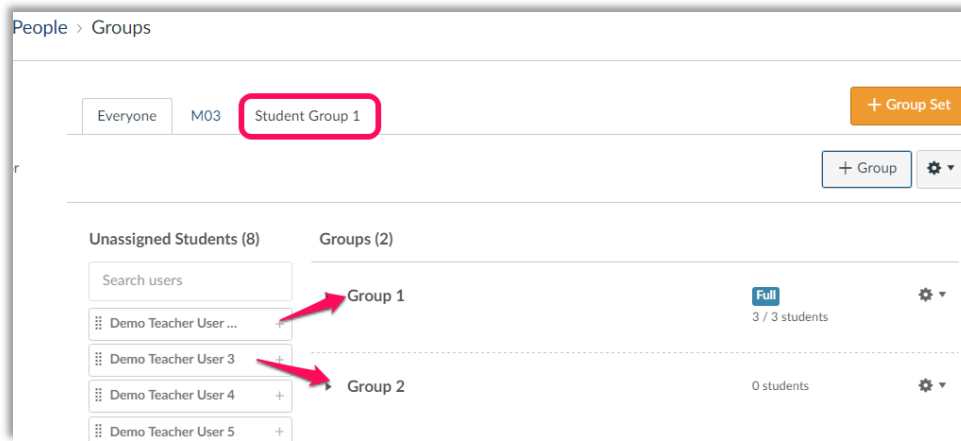 People > Groups
Everyone M03 Student Group 1 + Group Set
r + Group
Unassigned Students (8) Groups (2)
Search users
Group 1 Full
3 / 3 students
Demo Teacher User ... +
Demo Teacher User 3 +
Group 2 0 students
Demo Teacher User 4 +
Demo Teacher User 5 +